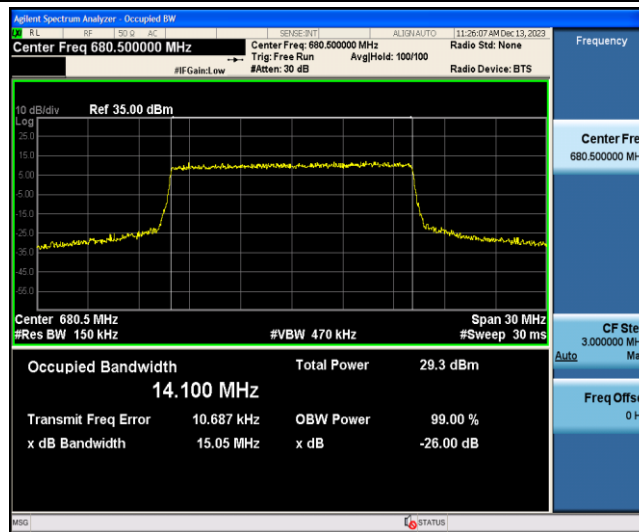 Agilent Spectrum Analyzer - Occupied BW
RL RF 50 Ω AC SENSE:INT ALIGN AUTO 11:26:07 AM Dec 13, 2023
Center Freq 680.500000 MHz
Center Freq: 680.500000 MHz
Radio Std: None
Trig: Free Run Avg|Hold: 100/100
#IFGain:Low #Atten: 30 dB Radio Device: BTS
10 dB/div Ref 35.00 dBm
Log
25.0
15.0
5.00
-5.00
-15.0
-25.0
-35.0
-45.0
-55.0
Center 680.5 MHz Span 30 MHz
#Res BW 150 kHz #VBW 470 kHz #Sweep 30 ms
Occupied Bandwidth
14.100 MHz
Total Power 29.3 dBm
Transmit Freq Error 10.687 kHz OBW Power 99.00 %
x dB Bandwidth 15.05 MHz x dB -26.00 dB
MSG STATUS
Frequency
Center Fre
680.500000 MH
CF Ste
3.000000 MH
Auto Ma
Freq Offs
0 H